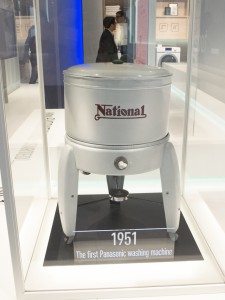 National
1951
The first Panasonic washing machine